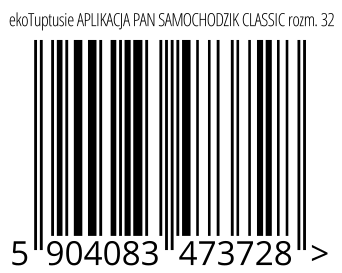 ekoTuptusie APLIKACJA PAN SAMOCHODZIK CLASSIC rozm. 32
5 904083 473728 >